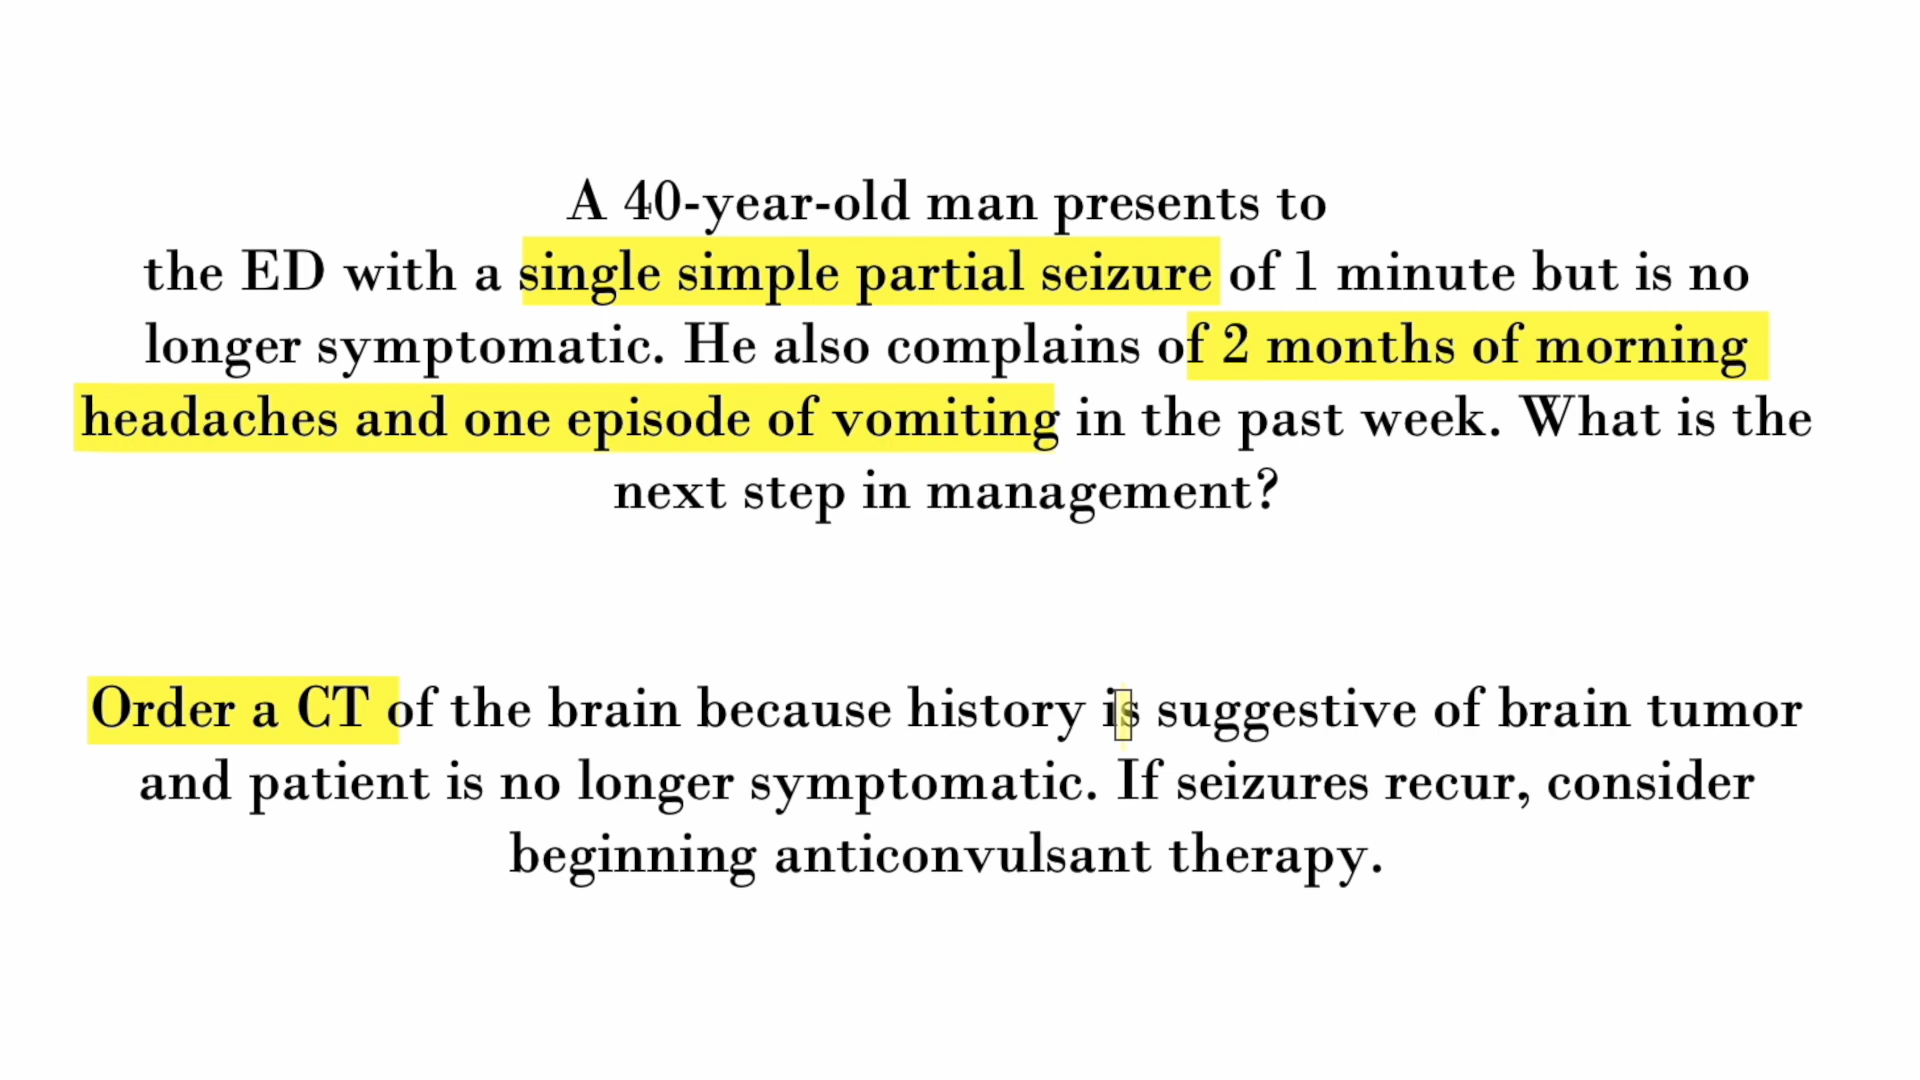 A 40-year-old man presents to
the ED with a single simple partial seizure of 1 minute but is no
longer symptomatic. He also complains of 2 months of morning
headaches and one episode of vomiting in the past week. What is the
next step in management?
Order a CT of the brain because history is suggestive of brain tumor
and patient is no longer symptomatic. If seizures recur, consider
beginning anticonvulsant therapy.